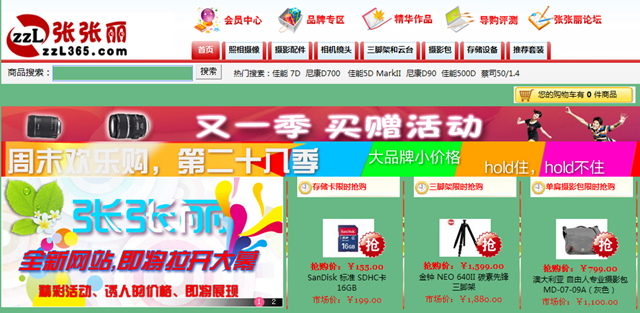 zzL 张张丽
zzL365.com
会员中心
品牌专区
精华作品
导购评测
张张丽论坛
首页 照相摄像 摄影配件 相机镜头 三脚架和云台 摄影包 存储设备 推荐套装
商品搜索：
搜索
热门搜索：佳能 7D 尼康D700 佳能5D MarkII 尼康D90 佳能500D 蔡司50/1.4
您的购物车有 0 件商品
又一季 买赠活动
周末欢乐购，第二十八季
大品牌小价格
hold住，hold不住
张张丽
全新网站,即将拉开大幕
精彩活动、诱人的价格、即将展现
1 2
存储卡限时抢购
SanDisk
16GB
抢
抢购价：￥155.00
SanDisk 标准 SDHC卡
16GB
市场价：￥199.00
三脚架限时抢购
抢
抢购价：￥1,599.00
金钟 NEO 640II 碳素先锋
三脚架
市场价：￥1,880.00
单肩摄影包限时抢购
抢
抢购价：￥799.00
澳大利亚 自由人专业摄影包
MD-07-09A（灰色）
市场价：￥1,100.00